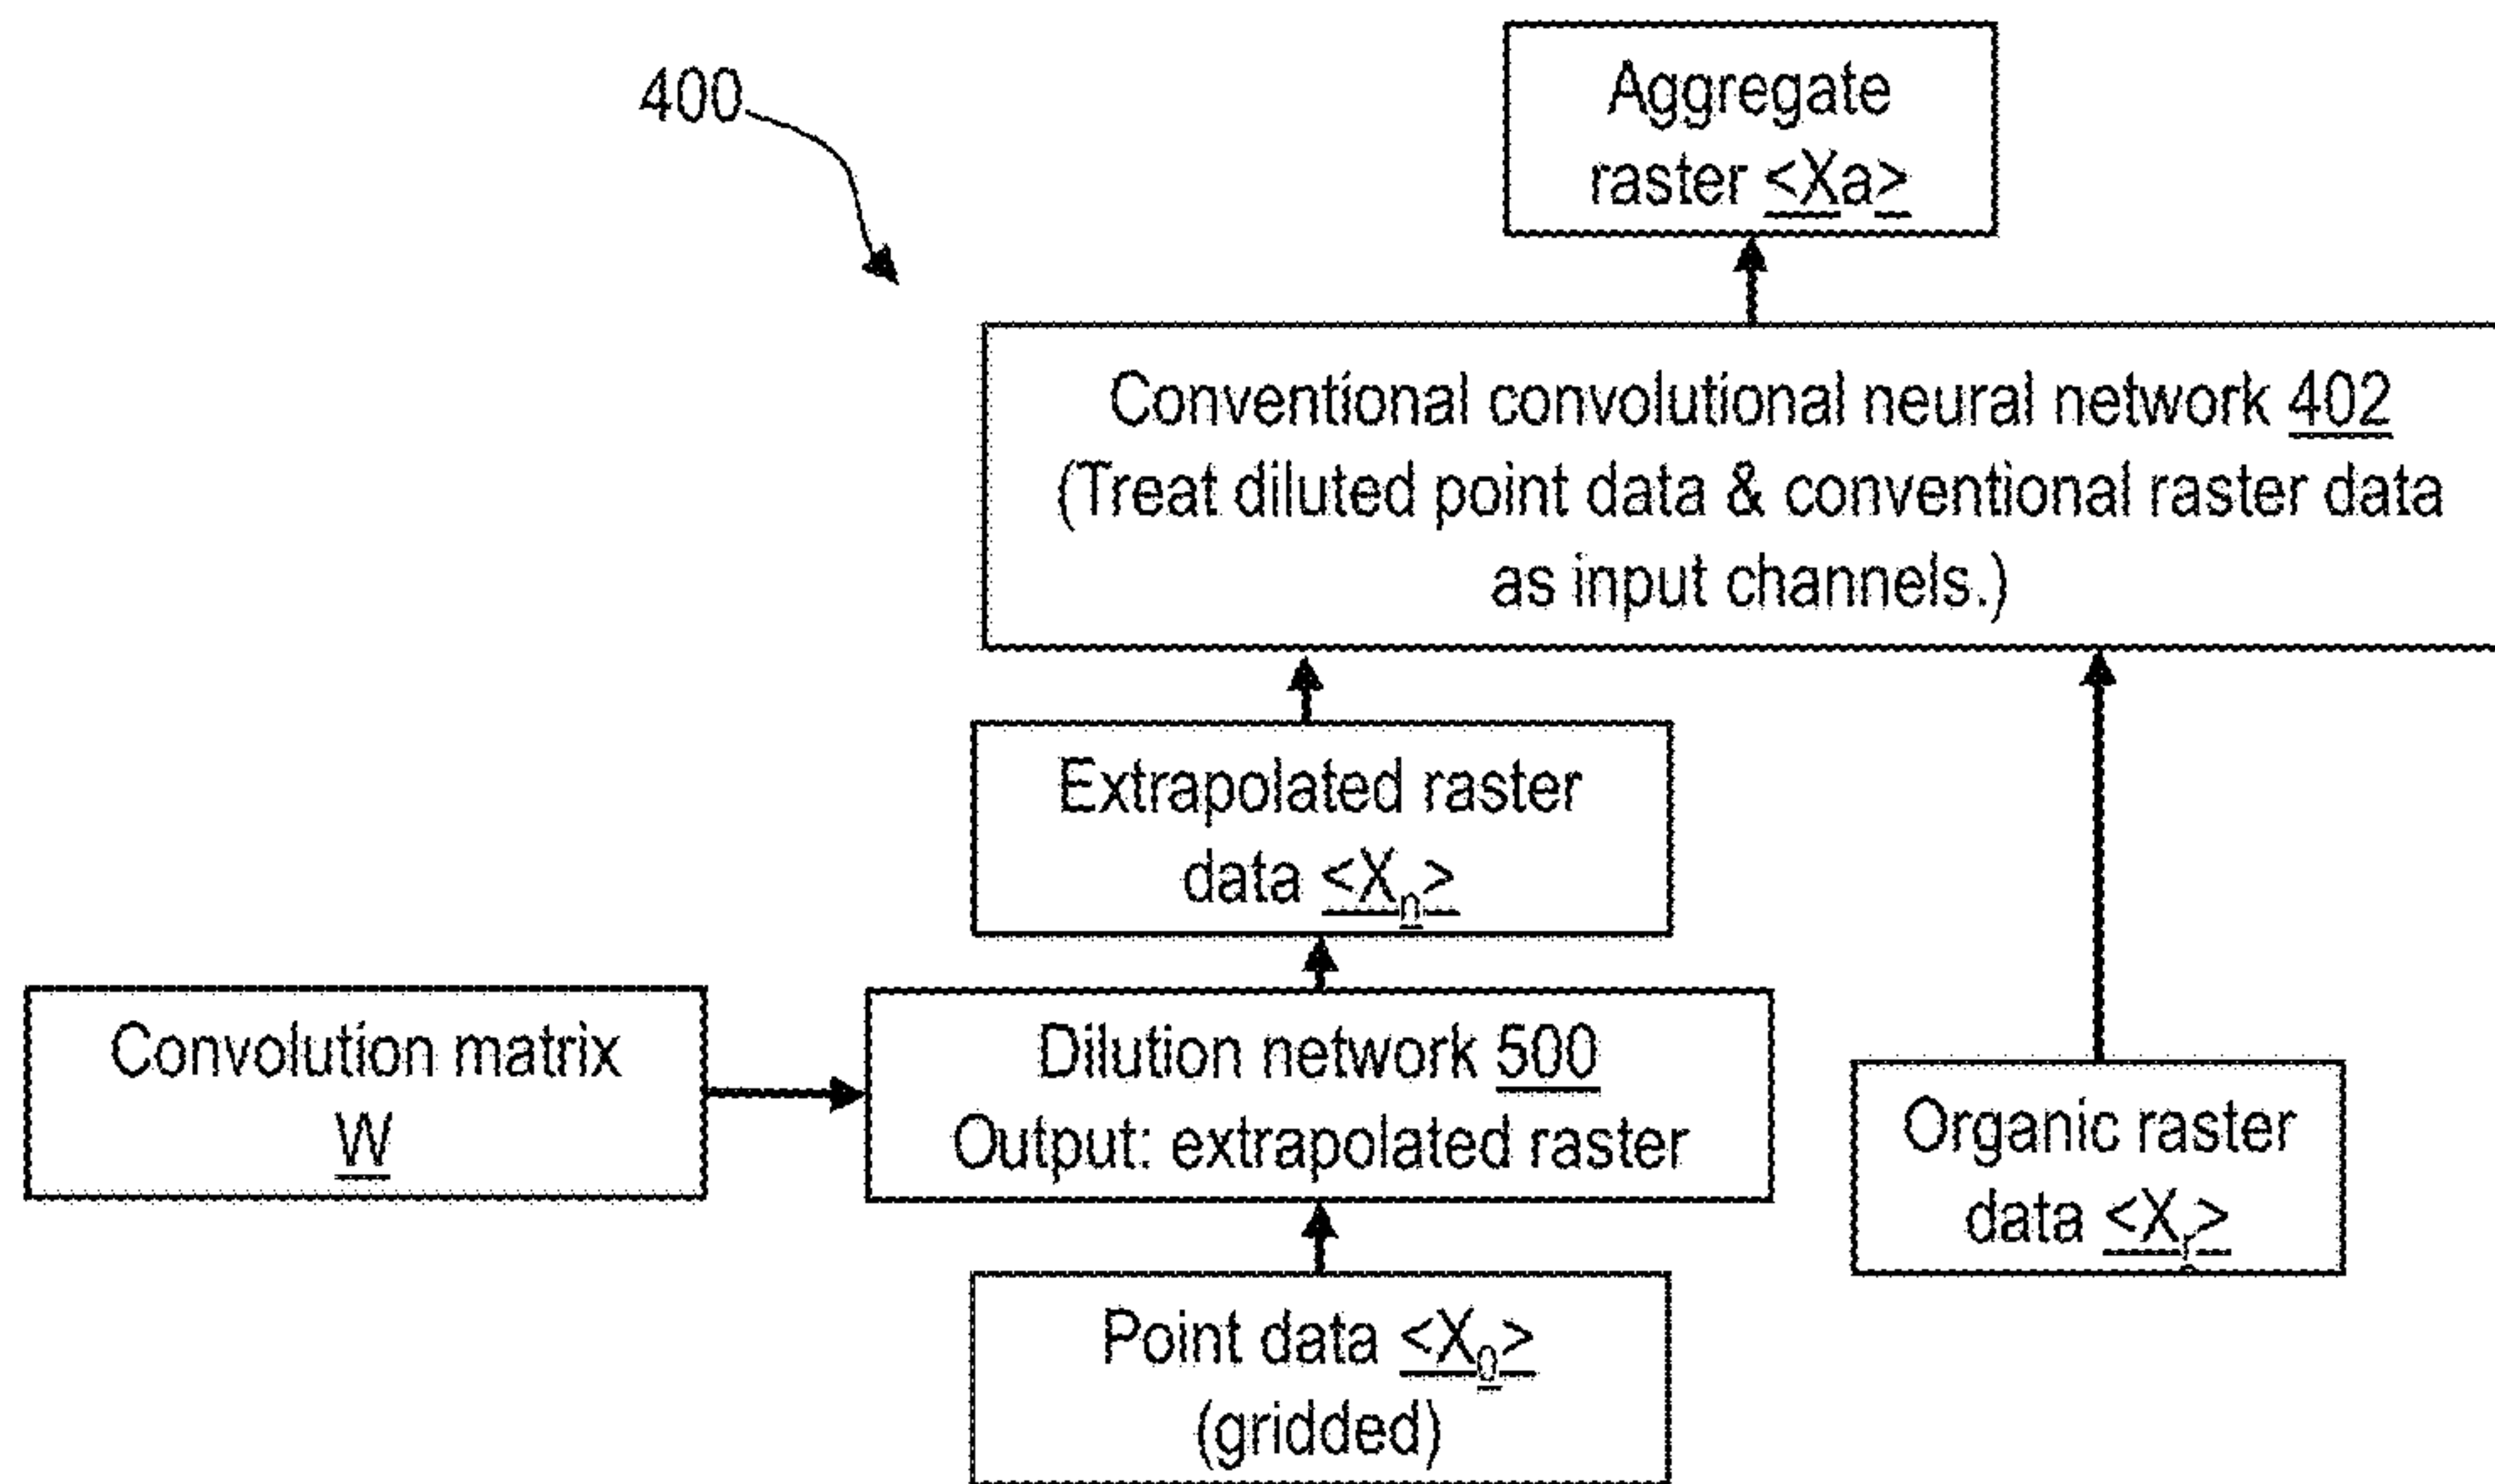 400
Aggregate
raster <Xa>
Conventional convolutional neural network 402
(Treat diluted point data & conventional raster data
as input channels.)
Extrapolated raster
data <Xn>
Convolution matrix
W
Dilution network 500
Output: extrapolated raster
Organic raster
data <Xr>
Point data <X0>
(gridded)